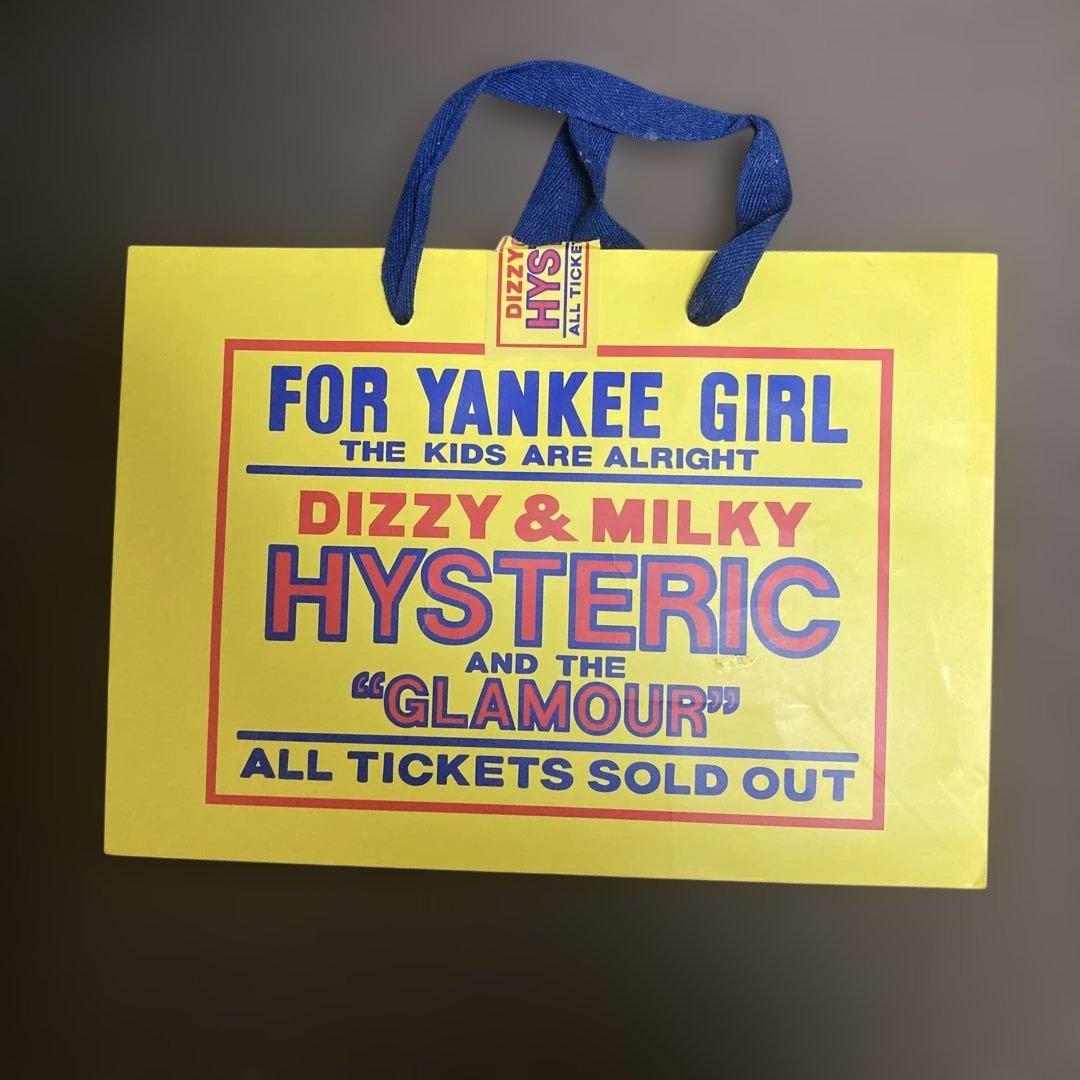 DIZZY
HYS
ALL TICKE
FOR YANKEE GIRL
THE KIDS ARE ALRIGHT
DIZZY & MILKY
HYSTERIC
AND THE
“GLAMOUR”
ALL TICKETS SOLD OUT